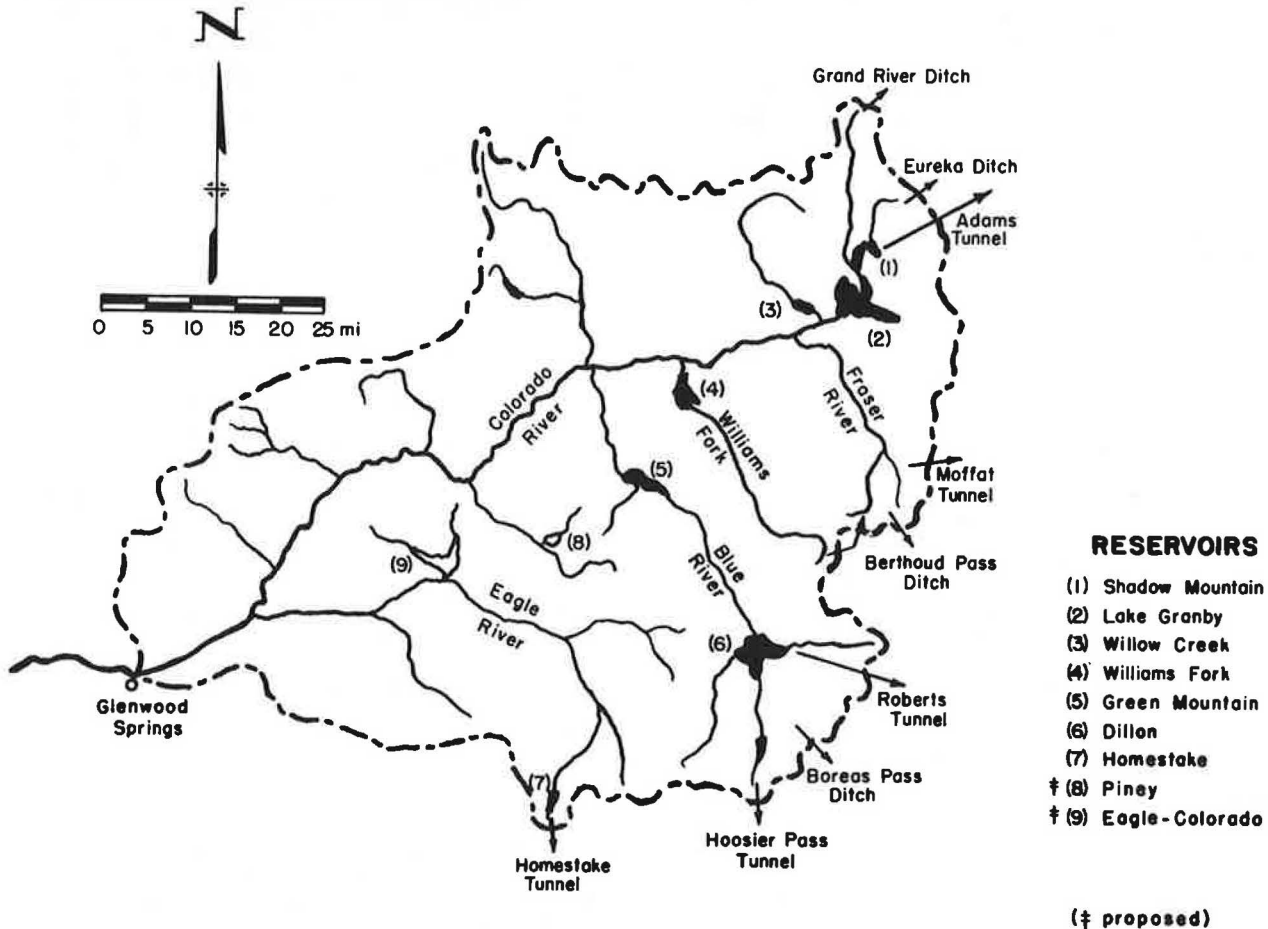 N
0 5 10 13 20 25 mi
Grand River Ditch
Eureka Ditch
Adams
Tunnel
(1)
(2)
(3)
(4)
Colorado
River
Williams
Fork
Fraser
River
Moffat
Tunnel
(5)
(8)
(9)
Berthoud Pass
Ditch
Blue
River
Eagle
River
(6)
Roberts
Tunnel
Glenwood
Springs
Boreas Pass
Ditch
(7)
Hoosier Pass
Tunnel
Homestake
Tunnel
RESERVOIRS
(1) Shadow Mountain
(2) Lake Granby
(3) Willow Creek
(4) Williams Fork
(5) Green Mountain
(6) Dillon
(7) Homestake
‡ (8) Piney
‡ (9) Eagle-Colorado
(‡ proposed)